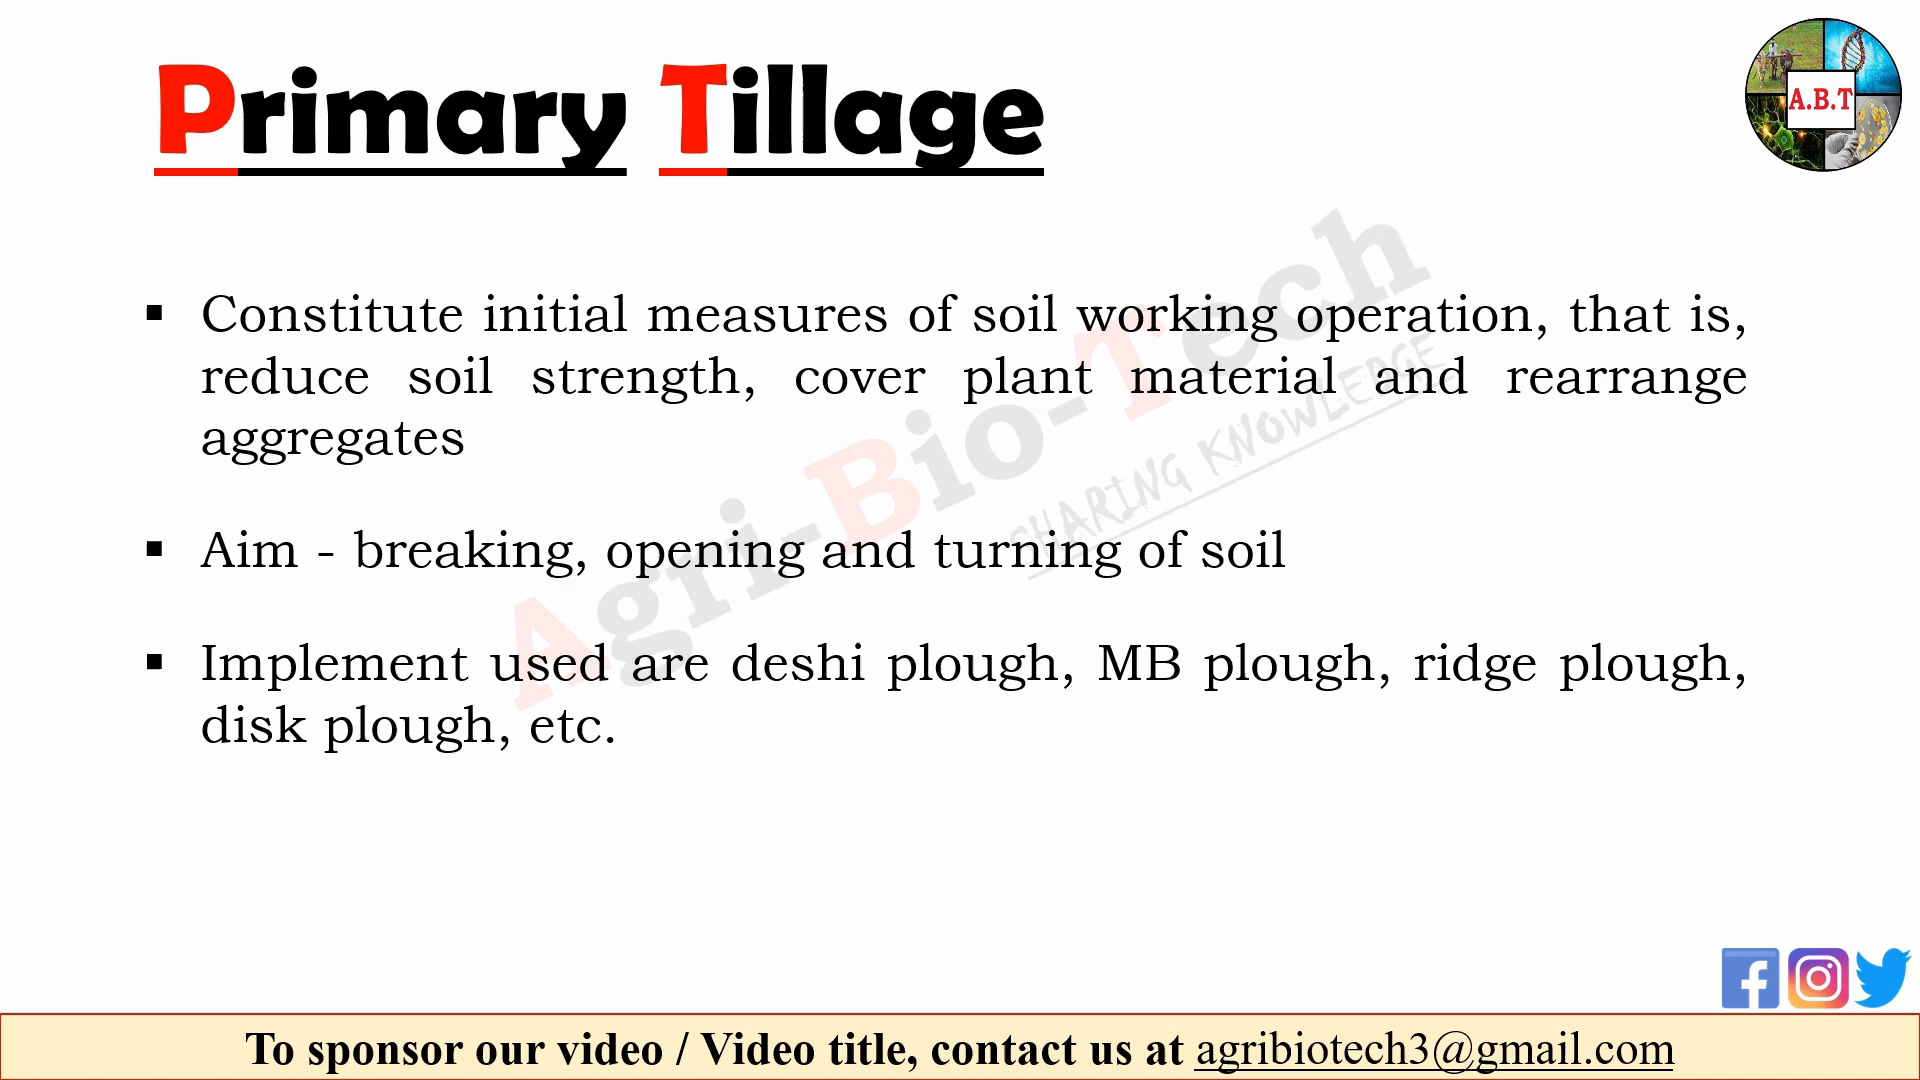 Primary Tillage
A.B.T
Constitute initial measures of soil working operation, that is,
reduce soil strength, cover plant material and rearrange
aggregates
Aim - breaking, opening and turning of soil
Implement used are deshi plough, MB plough, ridge plough,
disk plough, etc.
Agri-Bio-Tech
SHARING KNOWLEDGE
To sponsor our video / Video title, contact us at agribiotech3@gmail.com